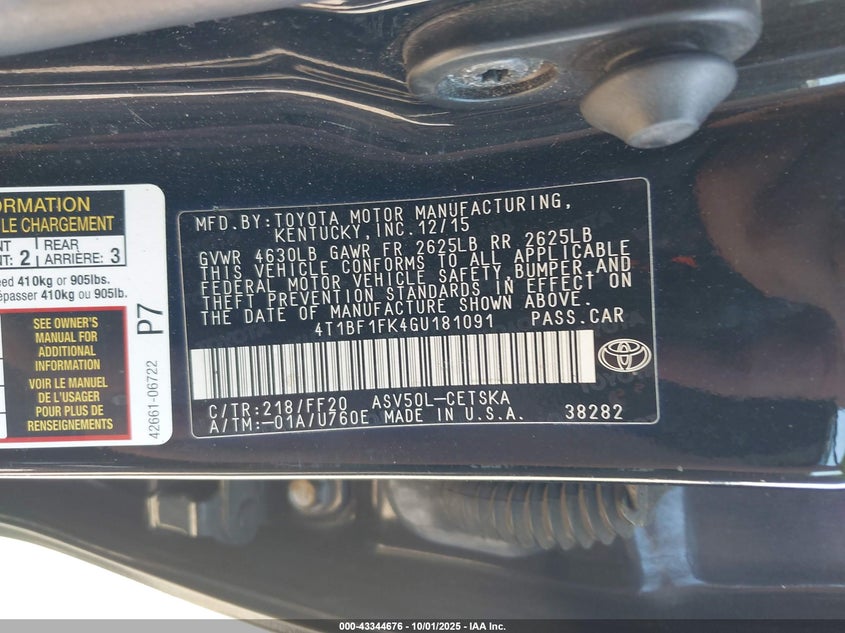 ORMATION
LE CHARGEMENT
NT 2 REAR
NT: 2 ARRIÈRE: 3
eed 410kg or 905lbs.
épasser 410kg ou 905lb.
SEE OWNER'S
MANUAL FOR
ADDITIONAL
INFORMATION
VOIR LE MANUEL
DE L'USAGER
POUR PLUS DE
RENSEIGNEMENTS
P7
42661-06722
MFD.BY:TOYOTA MOTOR MANUFACTURING,
KENTUCKY, INC. 12/15
GVWR 4630LB GAWR FR 2625LB RR 2625LB
THIS VEHICLE CONFORMS TO ALL APPLICABLE
FEDERAL MOTOR VEHICLE SAFETY,BUMPER,AND
THEFT PREVENTION STANDARDS IN EFFECT ON
THE DATE OF MANUFACTURE SHOWN ABOVE.
4T1BF1FK4GU181091 PASS.CAR
C/TR:218/FF20 ASV50L-CETSKA
A/TM:-01A/U760E MADE IN U.S.A. 38282
000-43344676 - 10/01/2025 - IAA Inc.